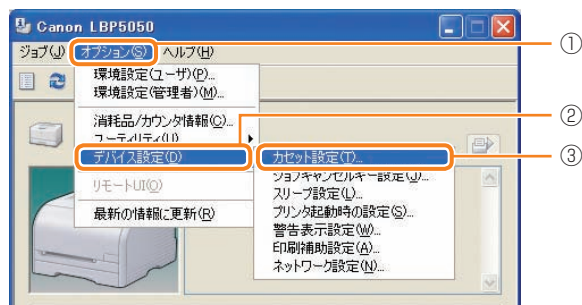 Canon LBP5050
ジョブ(J) オプション(S) ヘルプ(H)
①
環境設定(ユーザ)(P)...
環境設定(管理者)(M)...
消耗品/カウンタ情報(C)...
②
ユーティリティ(U)
デバイス設定(D)
カセット設定(T)...
③
ジョブキャンセルキー設定(J)...
リモートUI(O)
スリープ設定(L)...
最新の情報に更新(R)
プリンタ起動時の設定(S)...
警告表示設定(W)...
印刷補助設定(A)...
ネットワーク設定(N)...